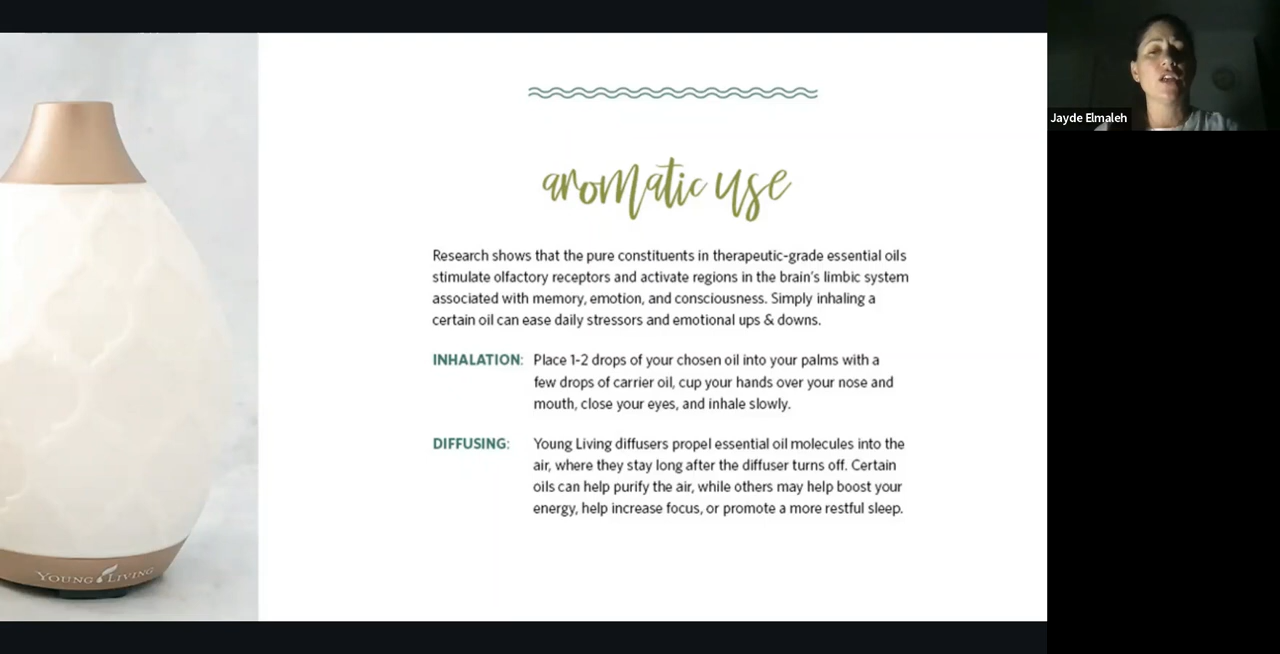 aromatic use
Research shows that the pure constituents in therapeutic-grade essential oils
stimulate olfactory receptors and activate regions in the brain's limbic system
associated with memory, emotion, and consciousness. Simply inhaling a
certain oil can ease daily stressors and emotional ups & downs.
INHALATION: Place 1-2 drops of your chosen oil into your palms with a
few drops of carrier oil, cup your hands over your nose and
mouth, close your eyes, and inhale slowly.
DIFFUSING: Young Living diffusers propel essential oil molecules into the
air, where they stay long after the diffuser turns off. Certain
oils can help purify the air, while others may help boost your
energy, help increase focus, or promote a more restful sleep.
YOUNG LIVING
Jayde Elmaleh